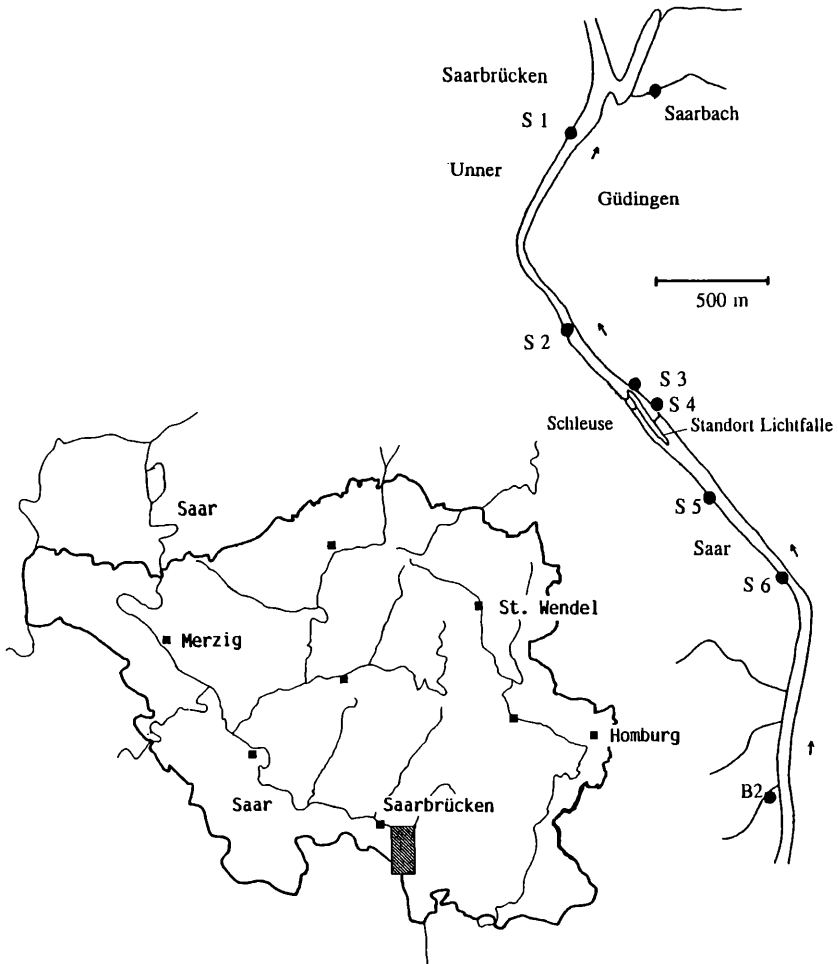 Saarbrücken
Saarbach
S 1
Unner
Güdingen
500 m
S 2
S 3
S 4
Schleuse
Standort Lichtfalle
S 5
Saar
S 6
B2
Saar
St. Wendel
Merzig
Homburg
Saar
Saarbrücken